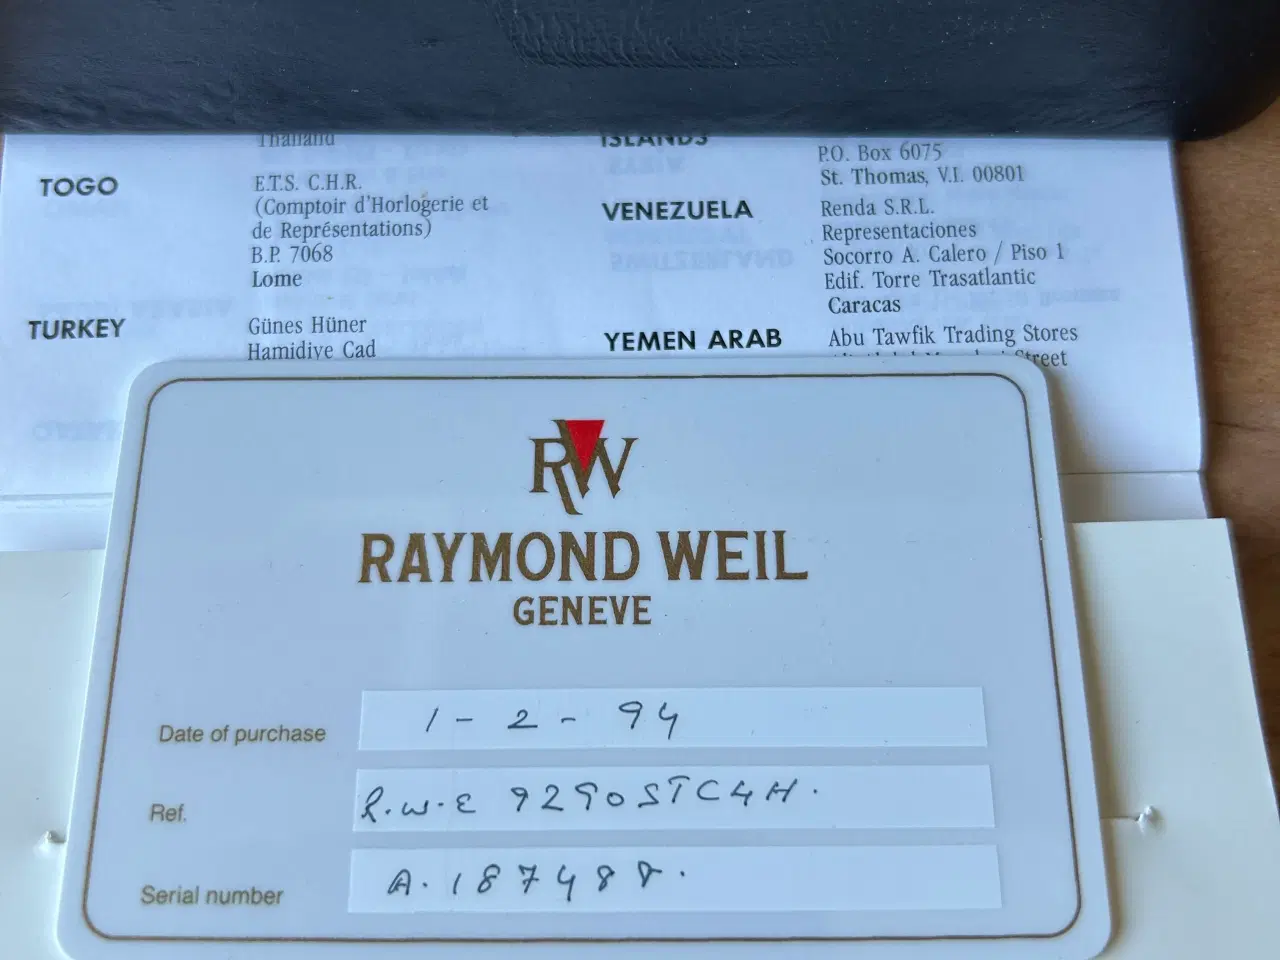 Thailand
TOGO
E.T.S. C.H.R.
(Comptoir d'Horlogerie et
de Représentations)
B.P. 7068
Lome
TURKEY
Günes Hüner
Hamidiye Cad
ISLANDS
P.O. Box 6075
St. Thomas, V.I. 00801
VENEZUELA
Renda S.R.L.
Representaciones
Socorro A. Calero / Piso 1
Edif. Torre Trasatlantic
Caracas
YEMEN ARAB
Abu Tawfik Trading Stores
Street
RW
RAYMOND WEIL
GENEVE
Date of purchase
1-2-94
Ref.
R.W.E 9290STC4H.
Serial number
A.187488.